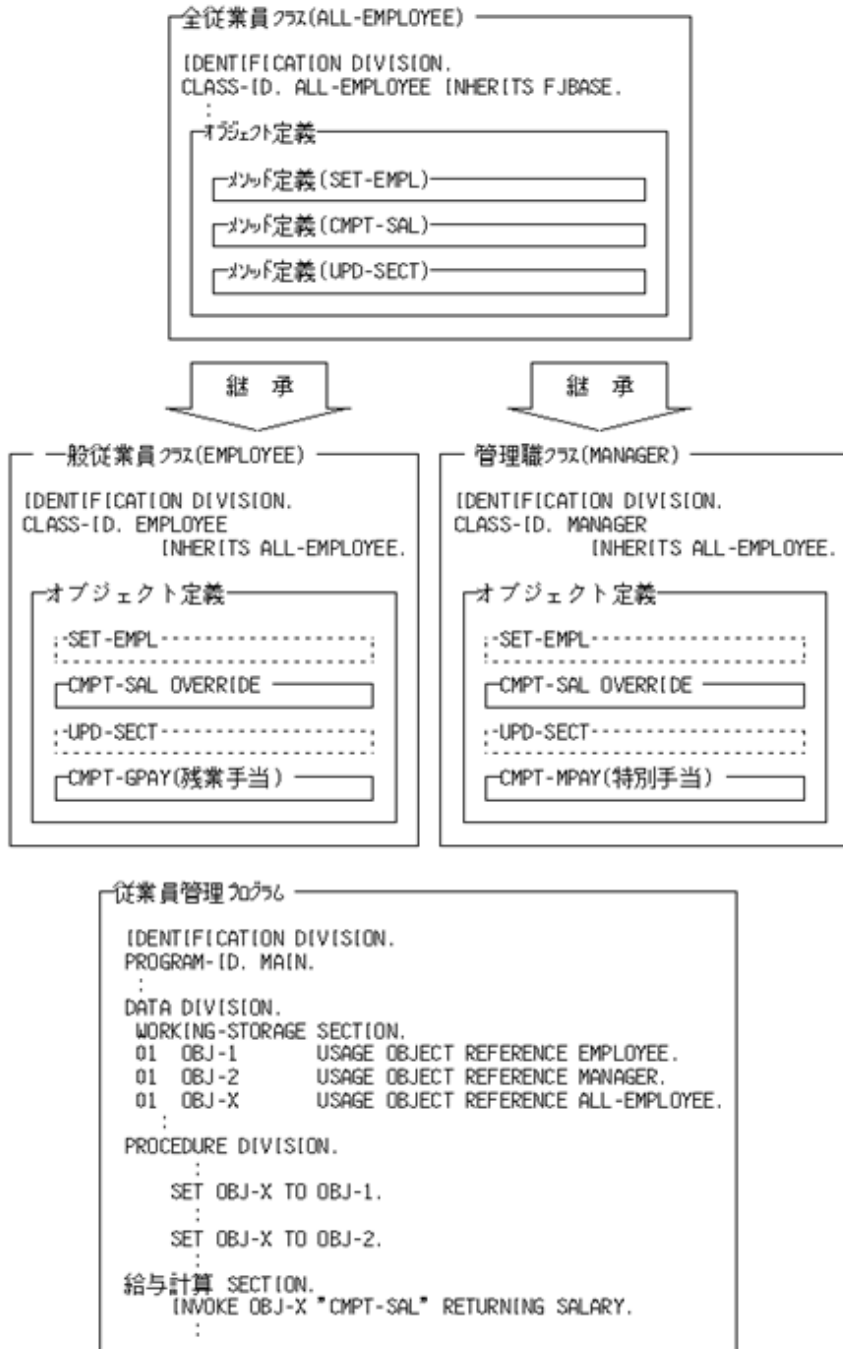 全従業員クラス(ALL-EMPLOYEE)
IDENTIFICATION DIVISION.
CLASS-ID. ALL-EMPLOYEE INHERITS FJBASE.
:
オブジェクト定義
メソッド定義(SET-EMPL)
メソッド定義(CMPT-SAL)
メソッド定義(UPD-SECT)
継 承
継 承
一般従業員クラス(EMPLOYEE)
IDENTIFICATION DIVISION.
CLASS-ID. EMPLOYEE
INHERITS ALL-EMPLOYEE.
オブジェクト定義
SET-EMPL
CMPT-SAL OVERRIDE
UPD-SECT
CMPT-GPAY(残業手当)
管理職クラス(MANAGER)
IDENTIFICATION DIVISION.
CLASS-ID. MANAGER
INHERITS ALL-EMPLOYEE.
オブジェクト定義
SET-EMPL
CMPT-SAL OVERRIDE
UPD-SECT
CMPT-MPAY(特別手当)
従業員管理プログラム
IDENTIFICATION DIVISION.
PROGRAM-ID. MAIN.
:
DATA DIVISION.
WORKING-STORAGE SECTION.
01 OBJ-1 USAGE OBJECT REFERENCE EMPLOYEE.
01 OBJ-2 USAGE OBJECT REFERENCE MANAGER.
01 OBJ-X USAGE OBJECT REFERENCE ALL-EMPLOYEE.
:
PROCEDURE DIVISION.
:
SET OBJ-X TO OBJ-1.
:
SET OBJ-X TO OBJ-2.
:
給与計算 SECTION.
INVOKE OBJ-X "CMPT-SAL" RETURNING SALARY.
: